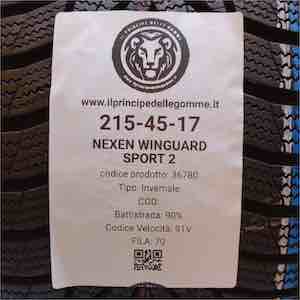 PRINCIPE DELLE GOMME
www.ilprincipedellegomme.it
215-45-17
NEXEN WINGUARD
SPORT 2
codice prodotto: 36780
Tipo: Invernale
COD:
Battistrada: 90%
Codice Velocità: 91V
FILA: 70